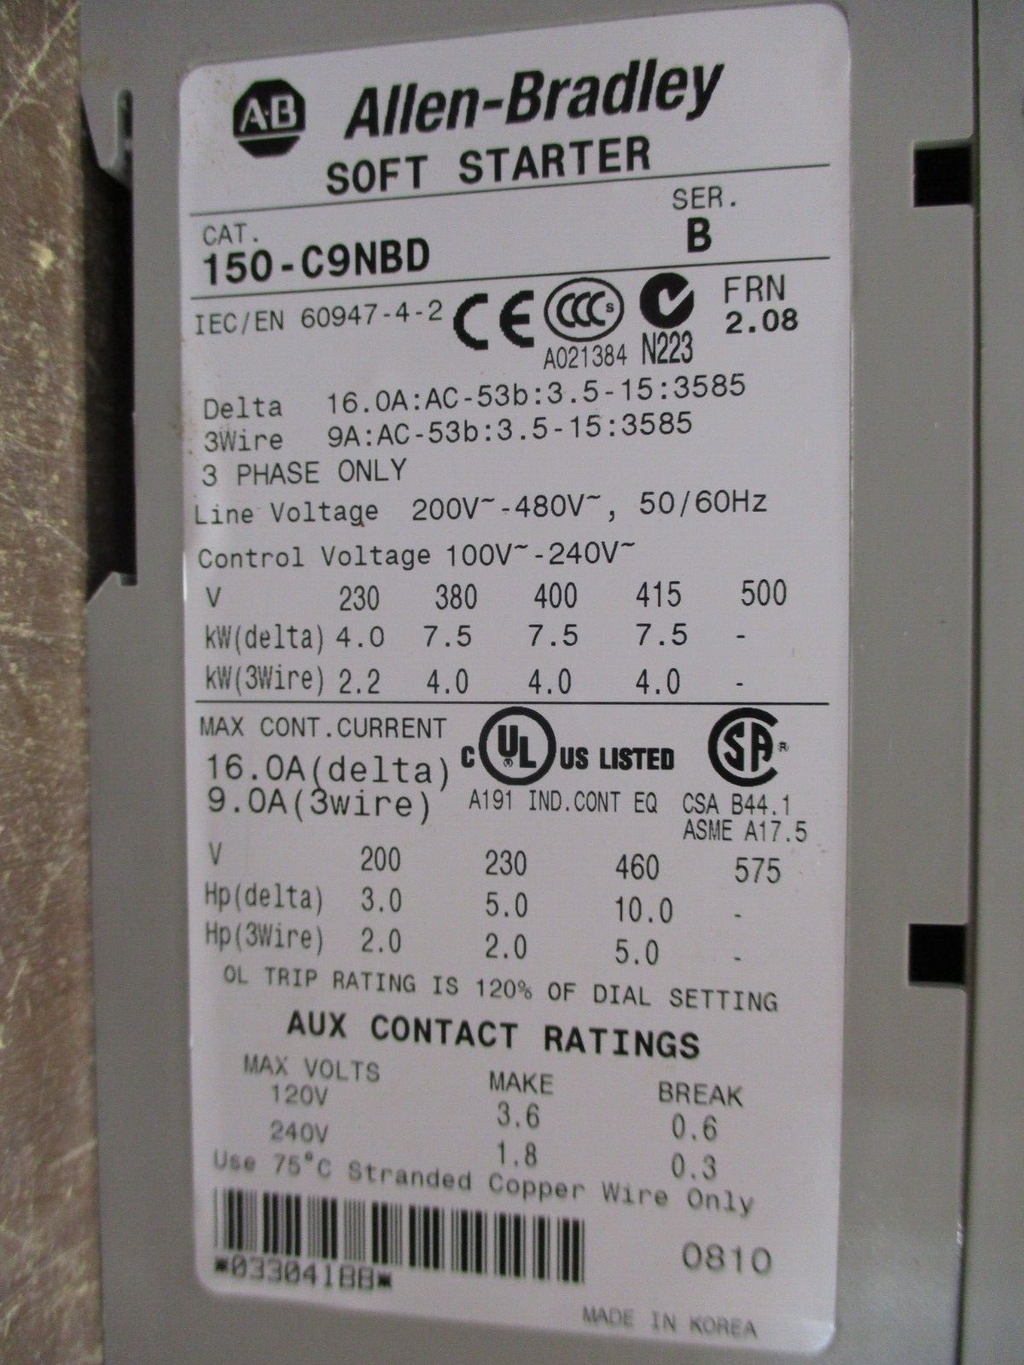 A-B Allen-Bradley
SOFT STARTER
CAT. SER.
150-C9NBD B
IEC/EN 60947-4-2 CE CCC S FRN
A021384 N223 2.08
Delta 16.0A:AC-53b:3.5-15:3585
3Wire 9A:AC-53b:3.5-15:3585
3 PHASE ONLY
Line Voltage 200V~-480V~, 50/60Hz
Control Voltage 100V~-240V~
V 230 380 400 415 500
kW(delta) 4.0 7.5 7.5 7.5 -
kW(3Wire) 2.2 4.0 4.0 4.0 -
MAX CONT.CURRENT
16.0A(delta) C UL ® US LISTED SA ®
9.0A(3wire) A191 IND.CONT EQ CSA B44.1
ASME A17.5
V 200 230 460 575
Hp(delta) 3.0 5.0 10.0 -
Hp(3Wire) 2.0 2.0 5.0 -
OL TRIP RATING IS 120% OF DIAL SETTING
AUX CONTACT RATINGS
MAX VOLTS MAKE BREAK
120V 3.6 0.6
240V 1.8 0.3
Use 75°C Stranded Copper Wire Only
*033041BB* 0810
MADE IN KOREA